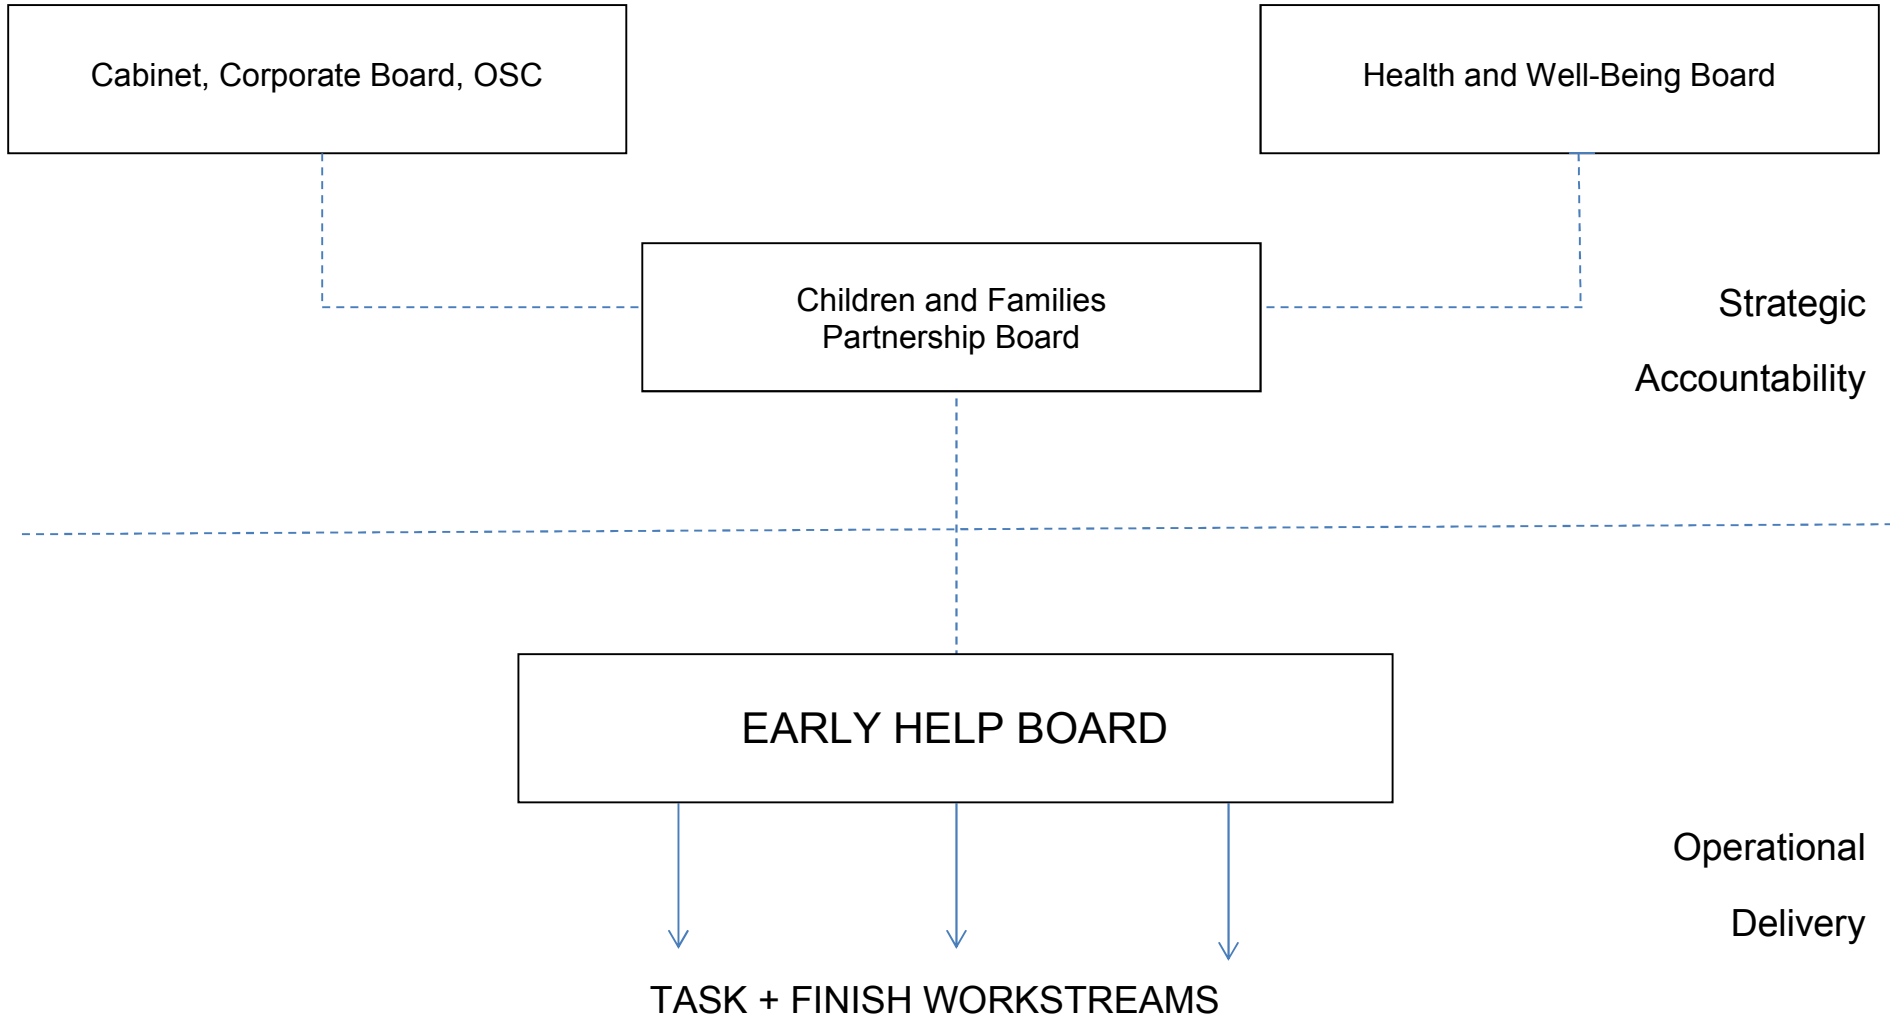 Cabinet, Corporate Board, OSC
Health and Well-Being Board
Children and Families
Partnership Board
Strategic
Accountability
EARLY HELP BOARD
Operational
Delivery
TASK + FINISH WORKSTREAMS